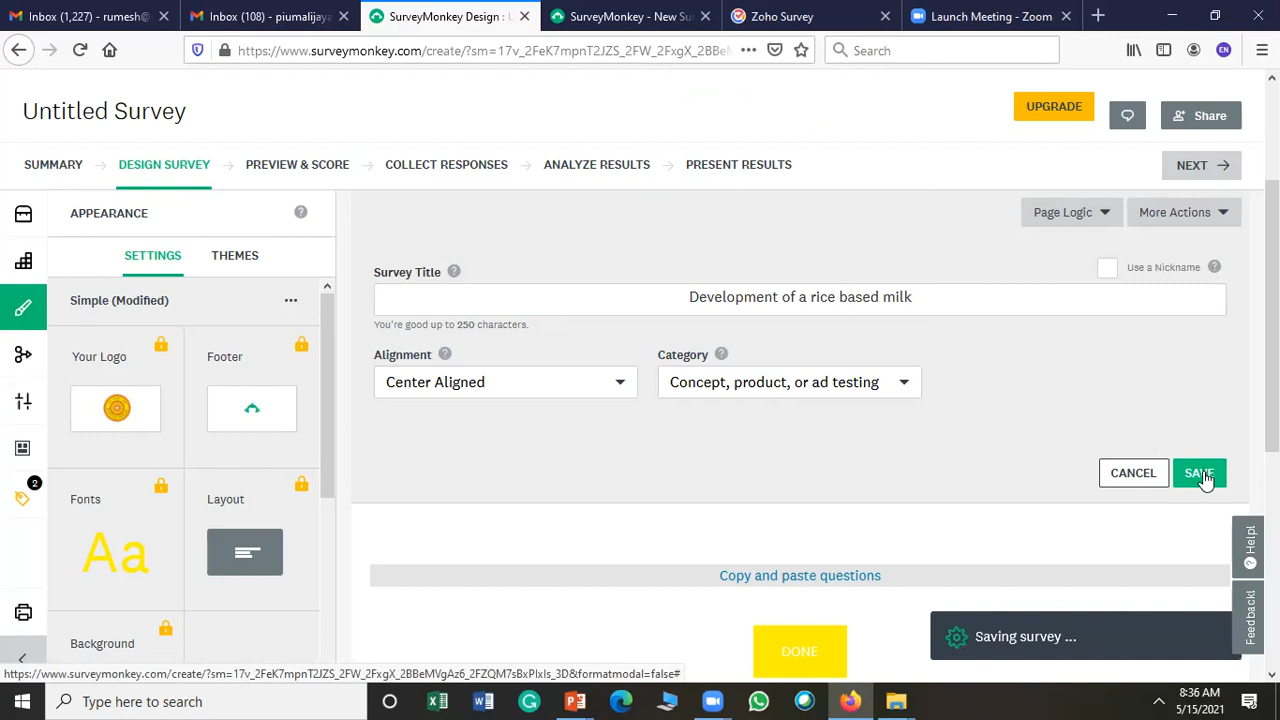 Inbox (1,227) - rumesh@
Inbox (108) - piumalijaya
SurveyMonkey Design :
SurveyMonkey - New Su
Zoho Survey
Launch Meeting - Zoom
https://www.surveymonkey.com/create/?sm=17v_2FeK7mpnT2JZS_2FW_2FxgX_2BBe
Search
EN
Untitled Survey
UPGRADE
Share
SUMMARY
DESIGN SURVEY
PREVIEW & SCORE
COLLECT RESPONSES
ANALYZE RESULTS
PRESENT RESULTS
NEXT
APPEARANCE
Page Logic
More Actions
SETTINGS
THEMES
Survey Title
Use a Nickname
Simple (Modified)
Development of a rice based milk
You're good up to 250 characters.
Your Logo
Footer
Alignment
Category
Center Aligned
Concept, product, or ad testing
CANCEL
SAVE
2
Fonts
Layout
Aa
Help!
Copy and paste questions
Feedback!
Background
DONE
Saving survey ...
https://www.surveymonkey.com/create/?sm=17v_2FeK7mpnT2JZS_2FW_2FxgX_2BBeMVgAz6_2FZQM7sBxPlxIs_3D&formatmodal=false#
Type here to search
8:36 AM
5/15/2021